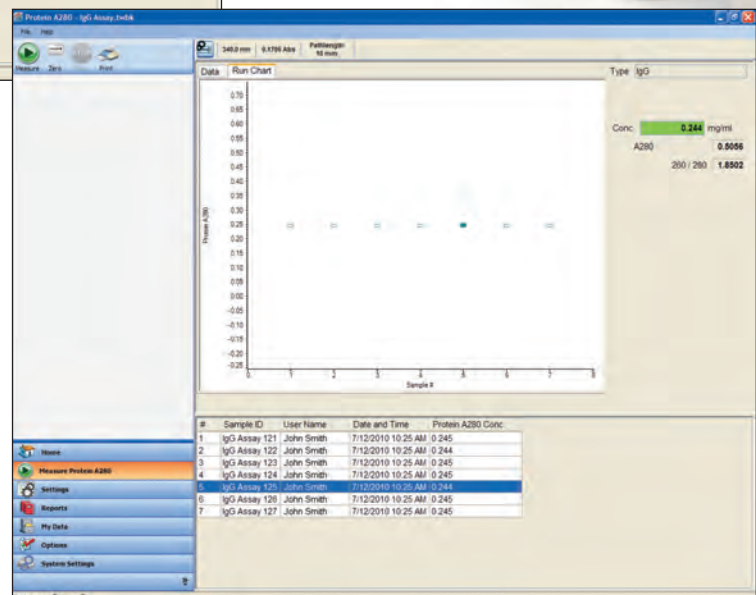 Protein A280 - IgG Assay.twbk
File Help
Measure Zero Print
340.0 nm 0.1706 Abs Pathlength 10 mm
Data Run Chart
Type IgG
Conc 0.244 mg/ml
A280 0.5056
260 / 280 1.8502
Protein A280
0.70
0.65
0.60
0.55
0.50
0.45
0.40
0.35
0.30
0.25
0.20
0.15
0.10
0.05
0.00
-0.05
-0.10
-0.15
-0.20
-0.25
0 1 2 3 4 5 6 7 8
Sample #
# Sample ID User Name Date and Time Protein A280 Conc
1 IgG Assay 121 John Smith 7/12/2010 10:25 AM 0.245
2 IgG Assay 122 John Smith 7/12/2010 10:25 AM 0.244
3 IgG Assay 123 John Smith 7/12/2010 10:25 AM 0.245
4 IgG Assay 124 John Smith 7/12/2010 10:25 AM 0.245
5 IgG Assay 125 John Smith 7/12/2010 10:25 AM 0.244
6 IgG Assay 126 John Smith 7/12/2010 10:25 AM 0.245
7 IgG Assay 127 John Smith 7/12/2010 10:25 AM 0.245
Home
Measure Protein A280
Settings
Reports
My Data
Options
System Settings